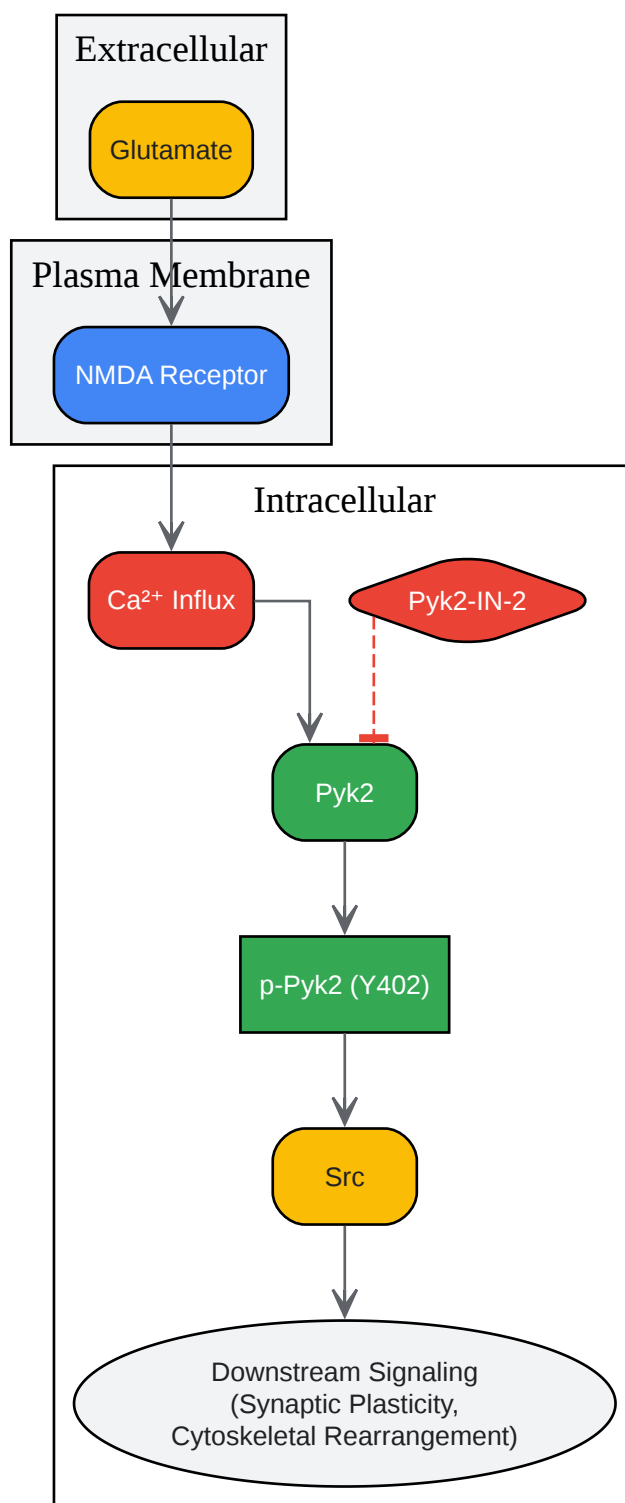 Extracellular
Glutamate
Plasma Membrane
NMDA Receptor
Intracellular
Ca²⁺ Influx
Pyk2-IN-2
Pyk2
p-Pyk2 (Y402)
Src
Downstream Signaling
(Synaptic Plasticity,
Cytoskeletal Rearrangement)